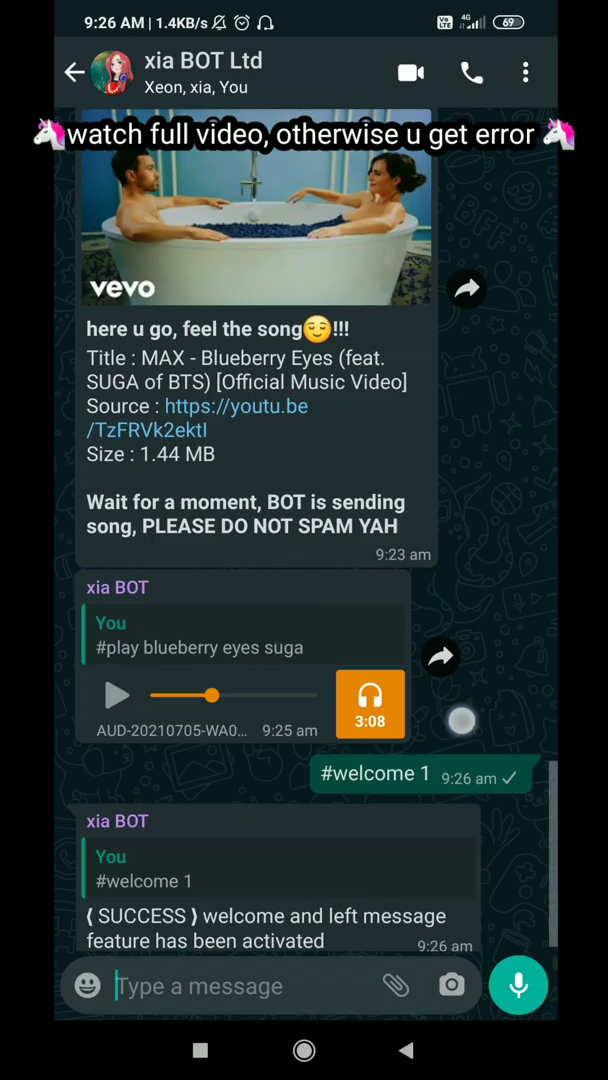 9:26 AM | 1.4KB/s
Vo LTE 4G 69
xia BOT Ltd
Xeon, xia, You
🦄watch full video, otherwise u get error 🦄
vevo
here u go, feel the song😌!!!
Title : MAX - Blueberry Eyes (feat.
SUGA of BTS) [Official Music Video]
Source : https://youtu.be
/TzFRVk2ektI
Size : 1.44 MB
Wait for a moment, BOT is sending
song, PLEASE DO NOT SPAM YAH
9:23 am
xia BOT
You
#play blueberry eyes suga
3:08
AUD-20210705-WA0... 9:25 am
#welcome 1 9:26 am
xia BOT
You
#welcome 1
❬ SUCCESS ❭ welcome and left message
feature has been activated
9:26 am
Type a message